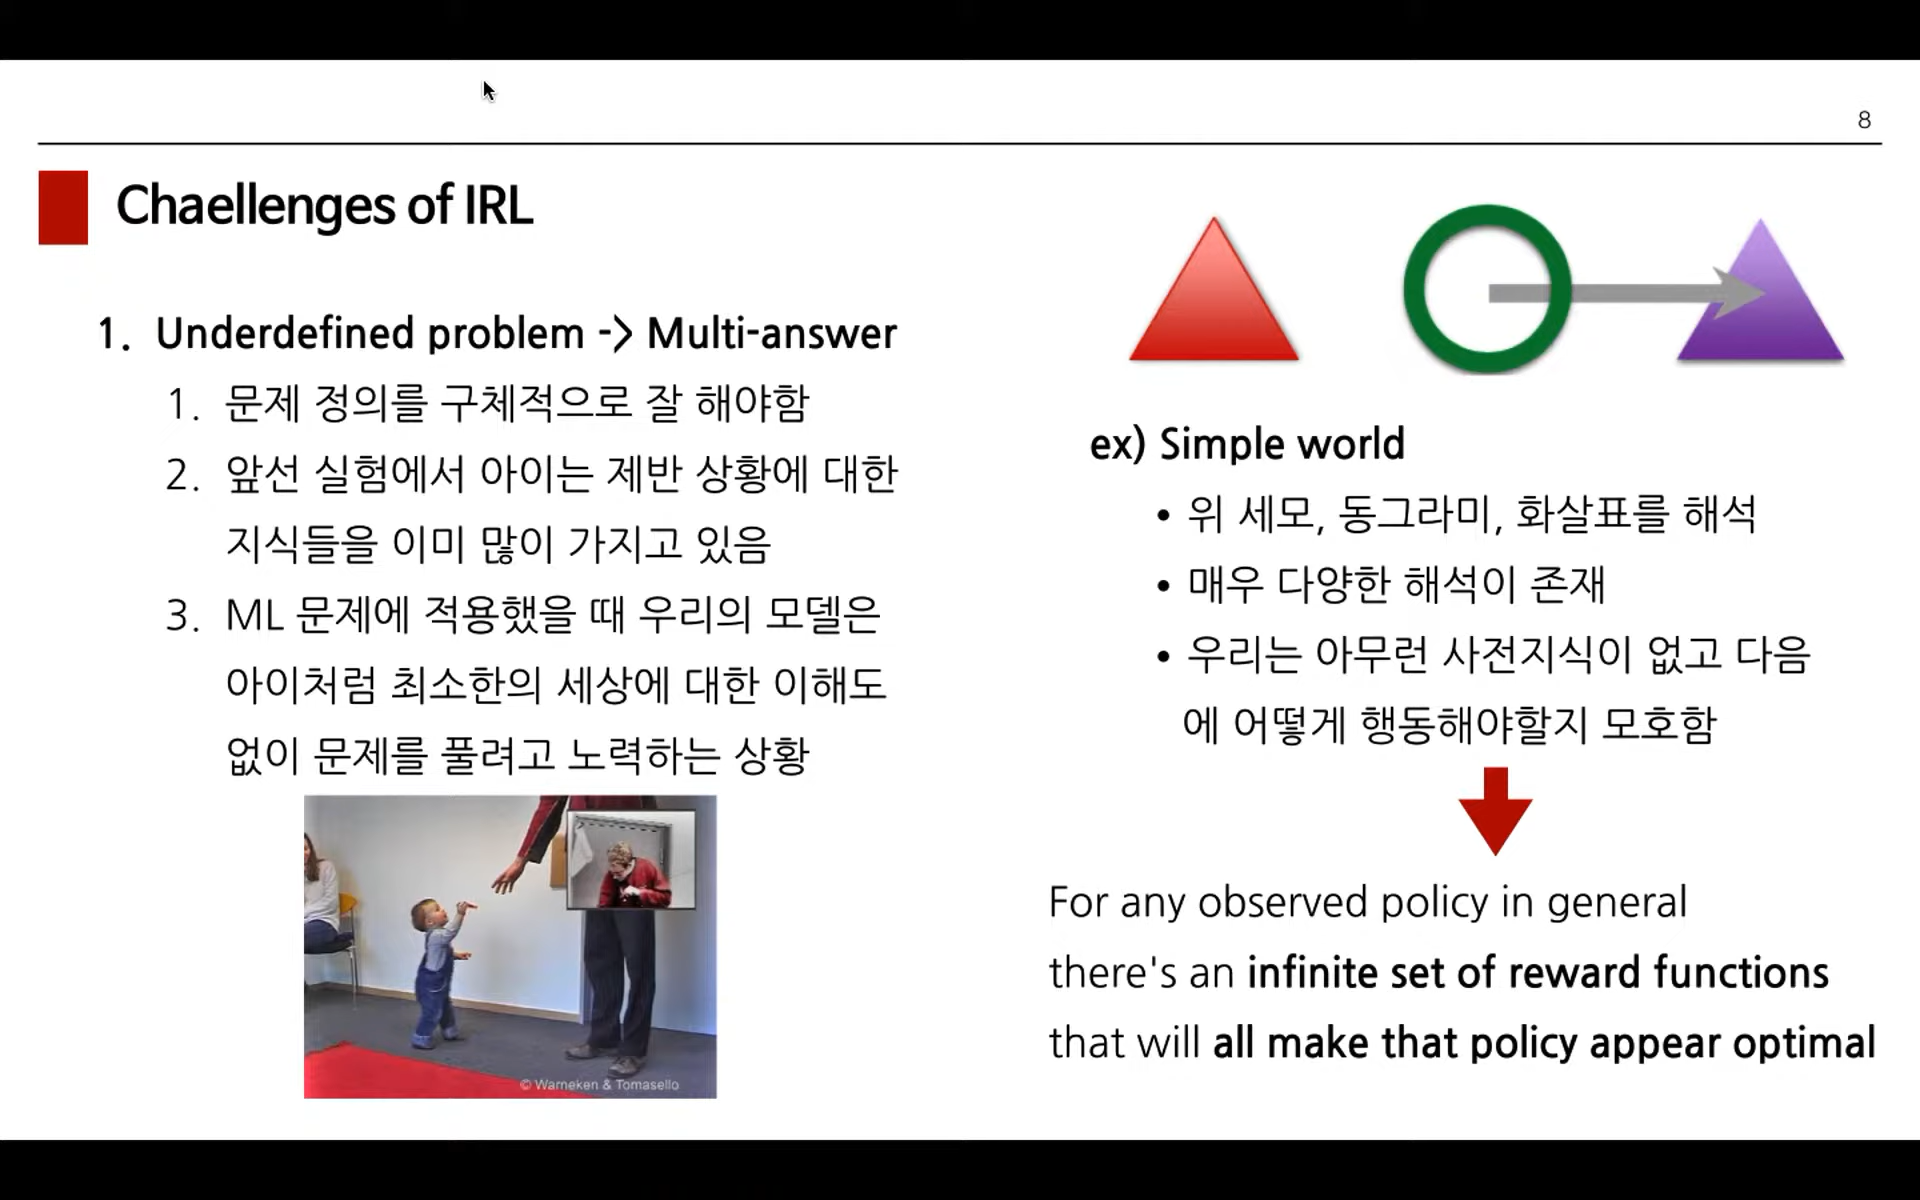 8
Chaellenges of IRL
1. Underdefined problem -> Multi-answer
1. 문제 정의를 구체적으로 잘 해야함
2. 앞선 실험에서 아이는 제반 상황에 대한
지식들을 이미 많이 가지고 있음
3. ML 문제에 적용했을 때 우리의 모델은
아이처럼 최소한의 세상에 대한 이해도
없이 문제를 풀려고 노력하는 상황
© Warneken & Tomasello
ex) Simple world
• 위 세모, 동그라미, 화살표를 해석
• 매우 다양한 해석이 존재
• 우리는 아무런 사전지식이 없고 다음
에 어떻게 행동해야할지 모호함
For any observed policy in general
there's an infinite set of reward functions
that will all make that policy appear optimal